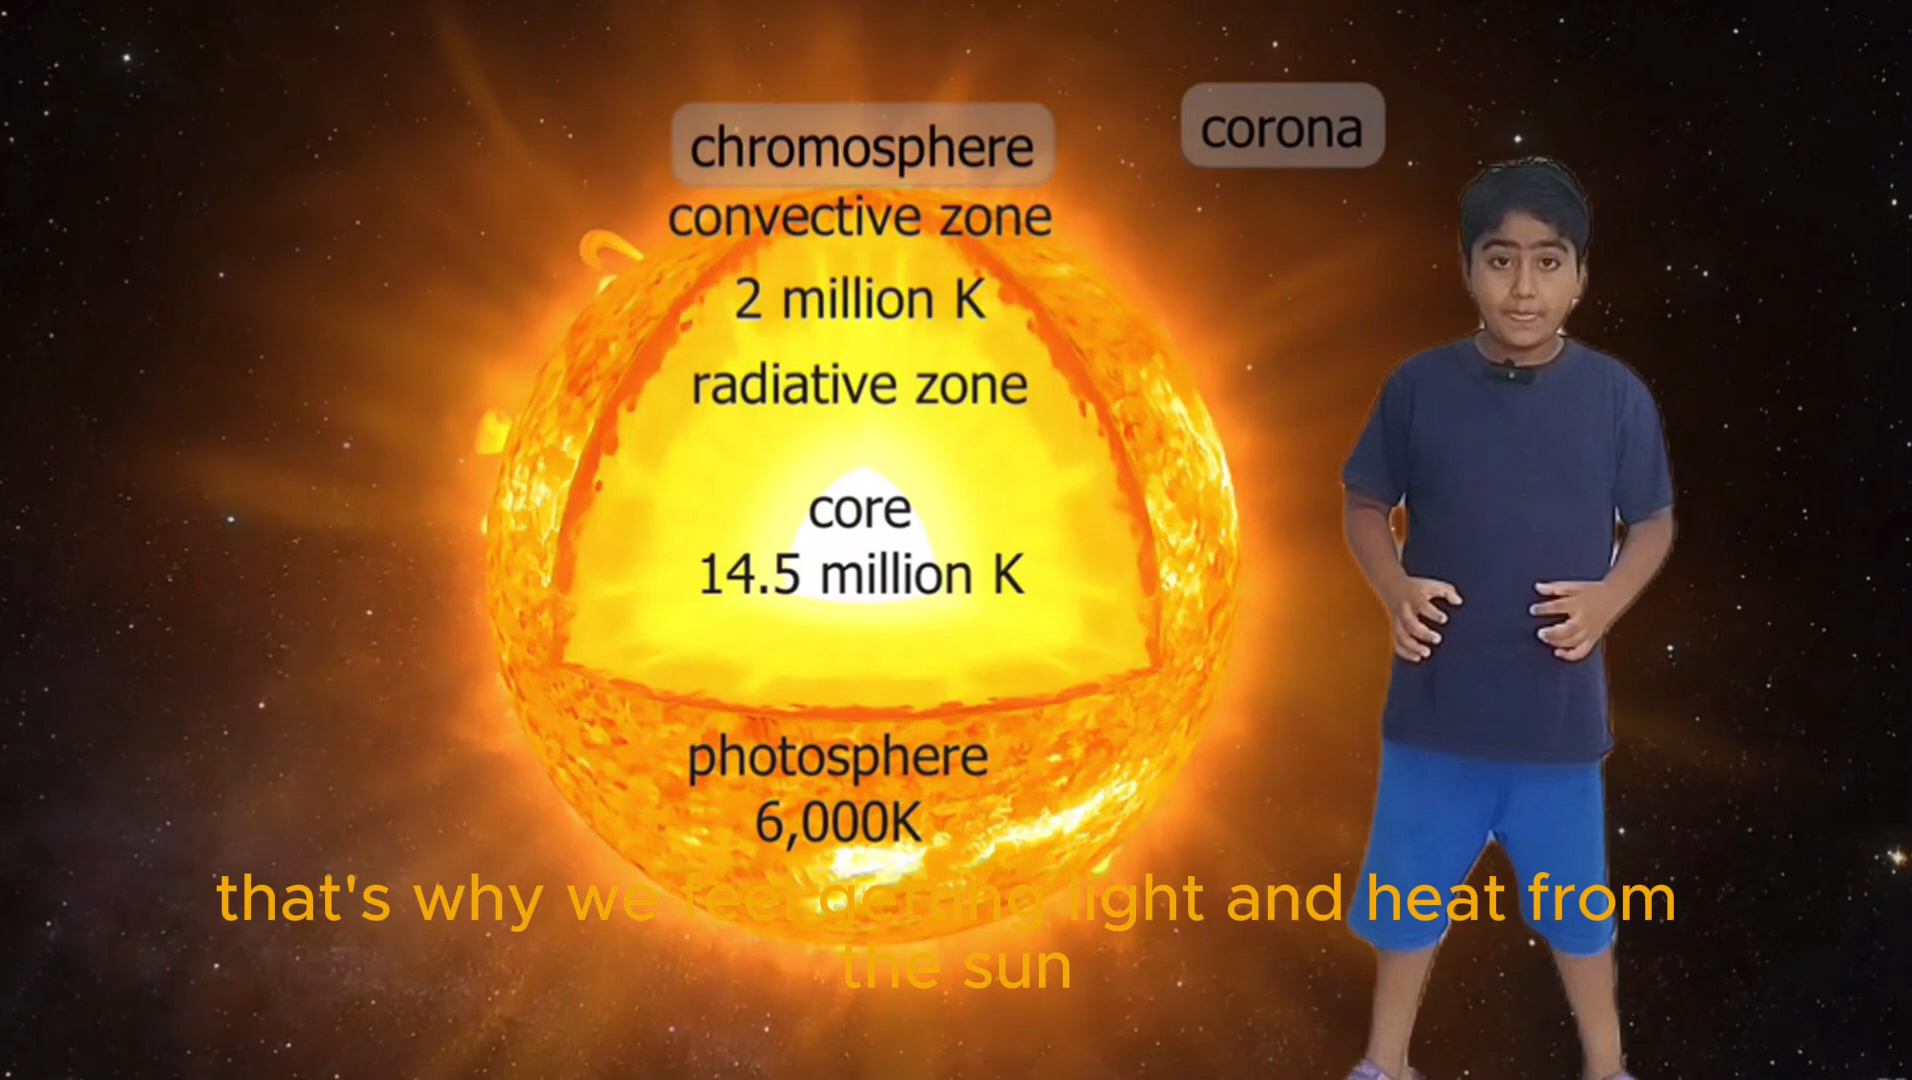 corona
chromosphere
convective zone
2 million K
radiative zone
core
14.5 million K
photosphere
6,000K
that's why we feel getting light and heat from
the sun